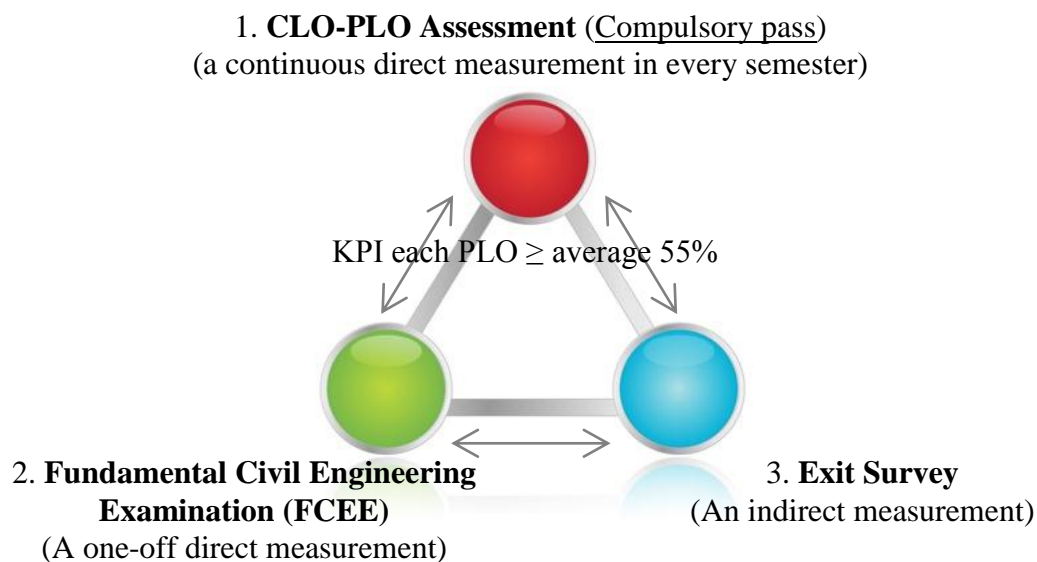 1. CLO-PLO Assessment (Compulsory pass)
(a continuous direct measurement in every semester)
KPI each PLO ≥ average 55%
2. Fundamental Civil Engineering
Examination (FCEE)
(A one-off direct measurement)
3. Exit Survey
(An indirect measurement)